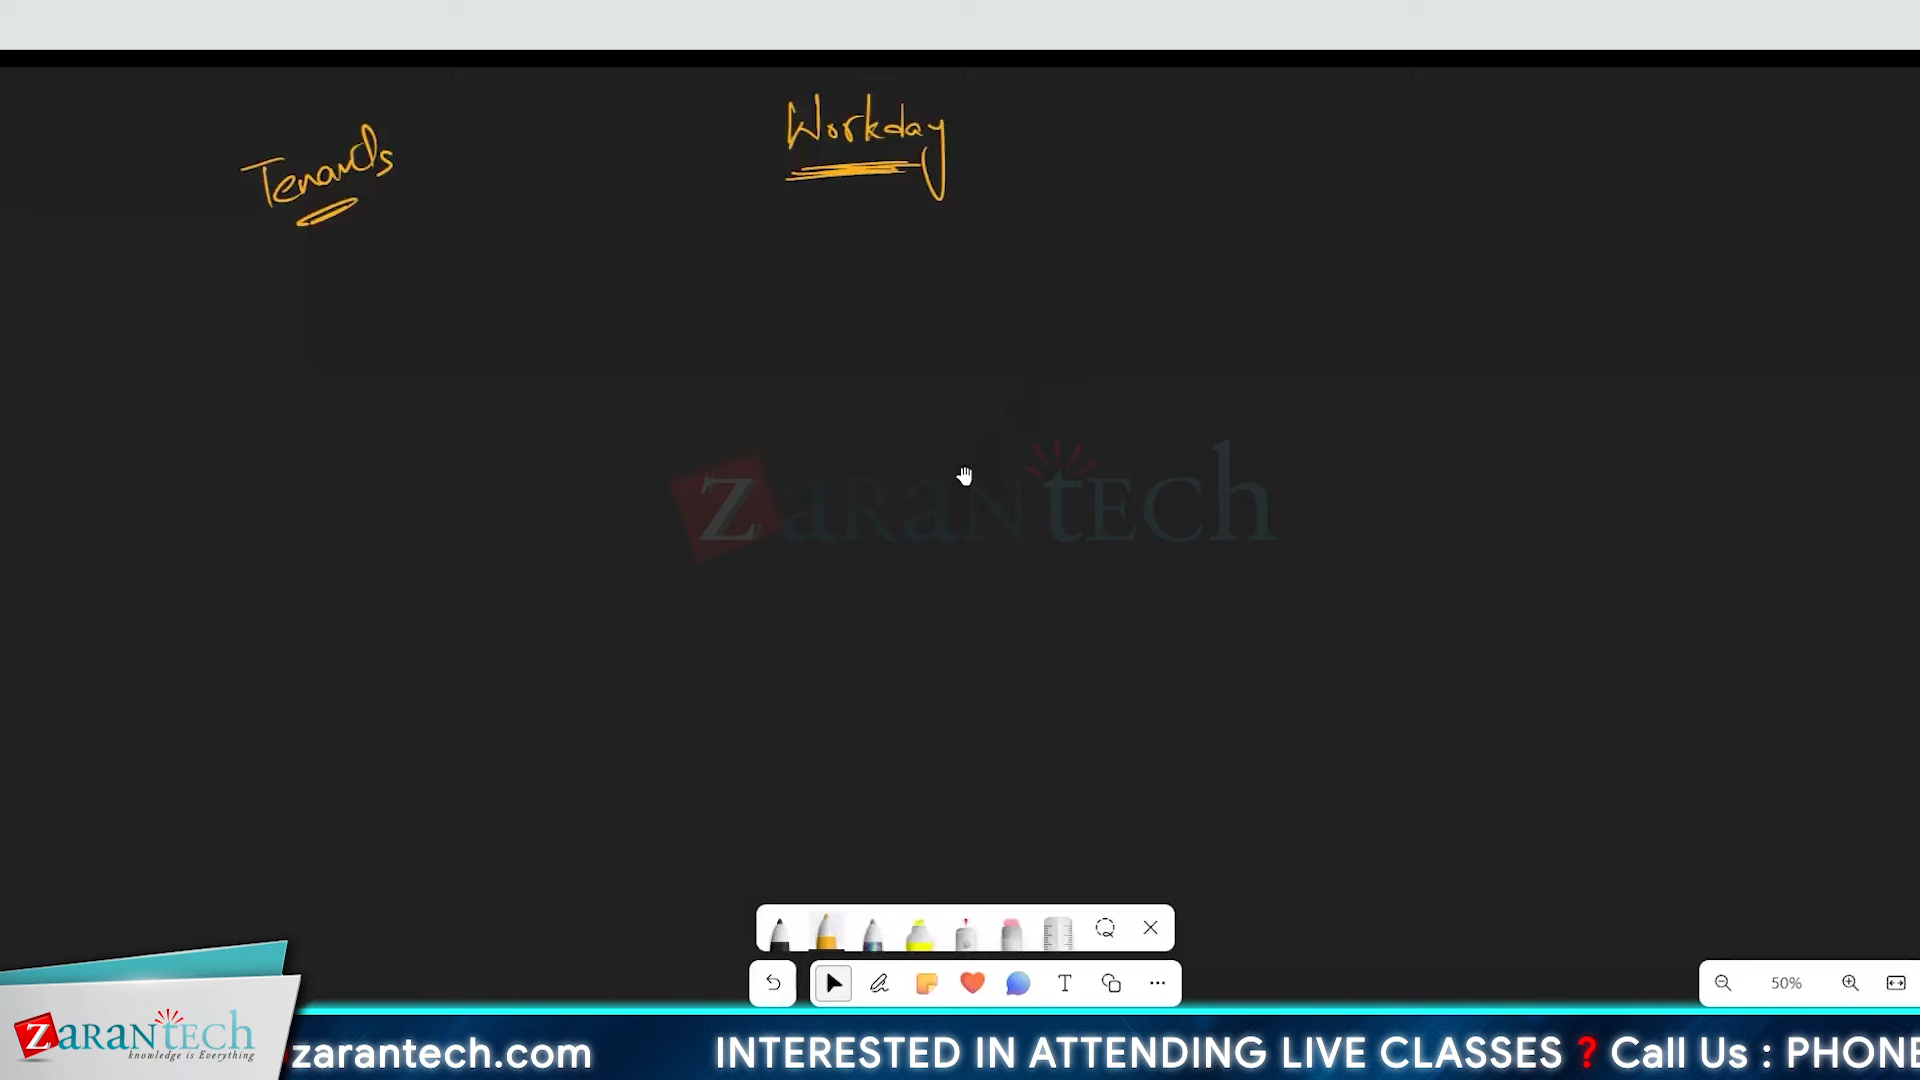 Workday
Tenants
ZaranTech
T
50%
ZaranTech
knowledge is Everything
zarantech.com
INTERESTED IN ATTENDING LIVE CLASSES ❓ Call Us : PHONE